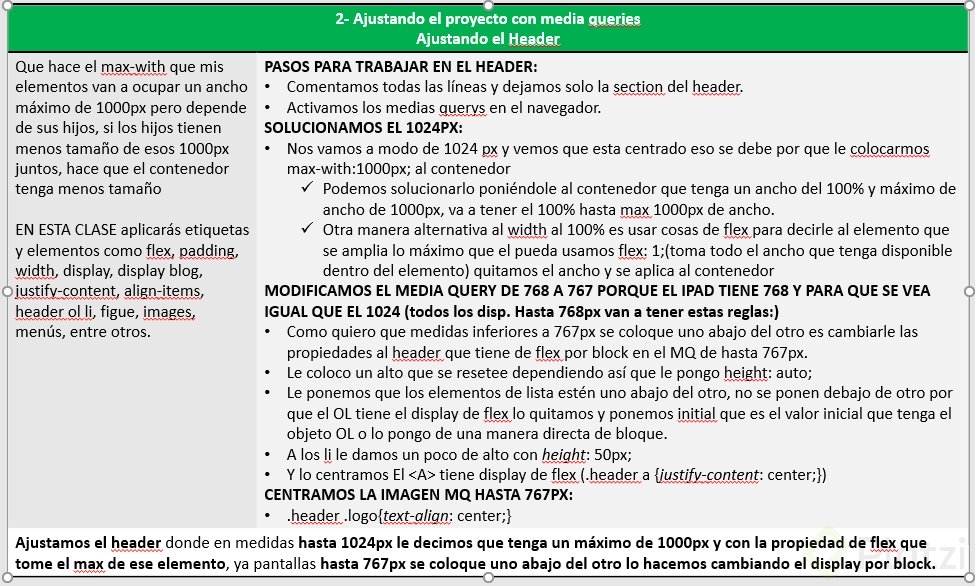 2- Ajustando el proyecto con media queries
Ajustando el Header
Que hace el max-with que mis
elementos van a ocupar un ancho
máximo de 1000px pero depende
de sus hijos, si los hijos tienen
menos tamaño de esos 1000px
juntos, hace que el contenedor
tenga menos tamaño
EN ESTA CLASE aplicarás etiquetas
y elementos como flex, padding,
width, display, display blog,
justify-content, align-items,
header ol li, figue, images,
menús, entre otros.
PASOS PARA TRABAJAR EN EL HEADER:
• Comentamos todas las líneas y dejamos solo la section del header.
• Activamos los medias querys en el navegador.
SOLUCIONAMOS EL 1024PX:
• Nos vamos a modo de 1024 px y vemos que esta centrado eso se debe por que le colocarmos
max-with:1000px; al contenedor
✓ Podemos solucionarlo poniéndole al contenedor que tenga un ancho del 100% y máximo de
ancho de 1000px, va a tener el 100% hasta max 1000px de ancho.
✓ Otra manera alternativa al width al 100% es usar cosas de flex para decirle al elemento que
se amplia lo máximo que el pueda usamos flex: 1;(toma todo el ancho que tenga disponible
dentro del elemento) quitamos el ancho y se aplica al contenedor
MODIFICAMOS EL MEDIA QUERY DE 768 A 767 PORQUE EL IPAD TIENE 768 Y PARA QUE SE VEA
IGUAL QUE EL 1024 (todos los disp. Hasta 768px van a tener estas reglas:)
• Como quiero que medidas inferiores a 767px se coloque uno abajo del otro es cambiarle las
propiedades al header que tiene de flex por block en el MQ de hasta 767px.
• Le coloco un alto que se resetee dependiendo así que le pongo height: auto;
• Le ponemos que los elementos de lista estén uno abajo del otro, no se ponen debajo de otro por
que el OL tiene el display de flex lo quitamos y ponemos initial que es el valor inicial que tenga el
objeto OL o lo pongo de una manera directa de bloque.
• A los li le damos un poco de alto con height: 50px;
• Y lo centramos El <A> tiene display de flex (.header a {justify-content: center;})
CENTRAMOS LA IMAGEN MQ HASTA 767PX:
• .header .logo{text-align: center;}
Ajustamos el header donde en medidas hasta 1024px le decimos que tenga un máximo de 1000px y con la propiedad de flex que
tome el max de ese elemento, ya pantallas hasta 767px se coloque uno abajo del otro lo hacemos cambiando el display por block.